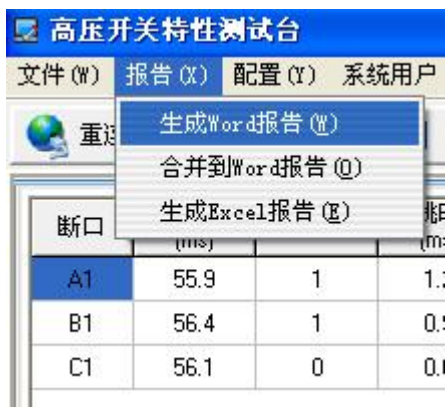 高压开关特性测试台
文件(W) 报告(X) 配置(Y) 系统用户
生成Word报告(W)
合并到Word报告(O)
生成Excel报告(E)
断口 (ms)
A1 55.9 1
B1 56.4 1
C1 56.1 0